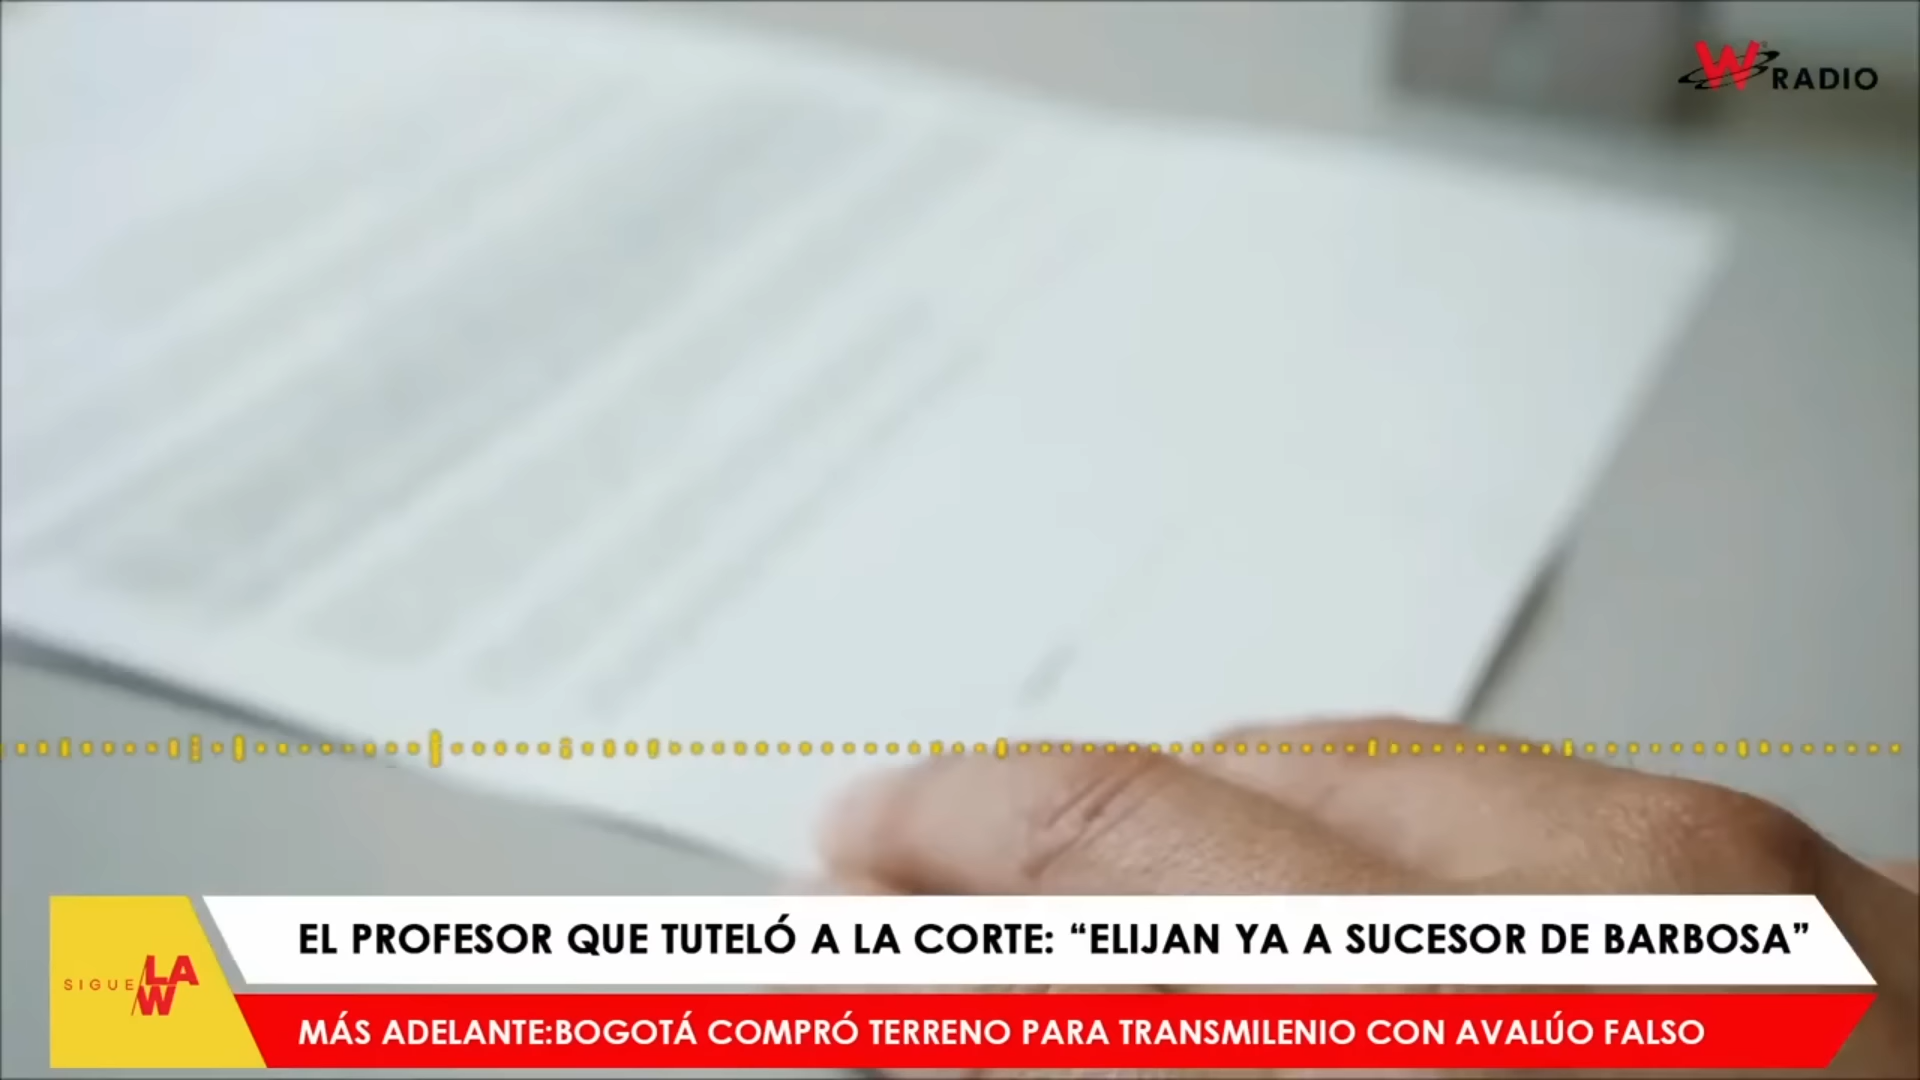 W RADIO
EL PROFESOR QUE TUTELÓ A LA CORTE: “ELIJAN YA A SUCESOR DE BARBOSA”
SIGUE LA W
MÁS ADELANTE:BOGOTÁ COMPRÓ TERRENO PARA TRANSMILENIO CON AVALÚO FALSO